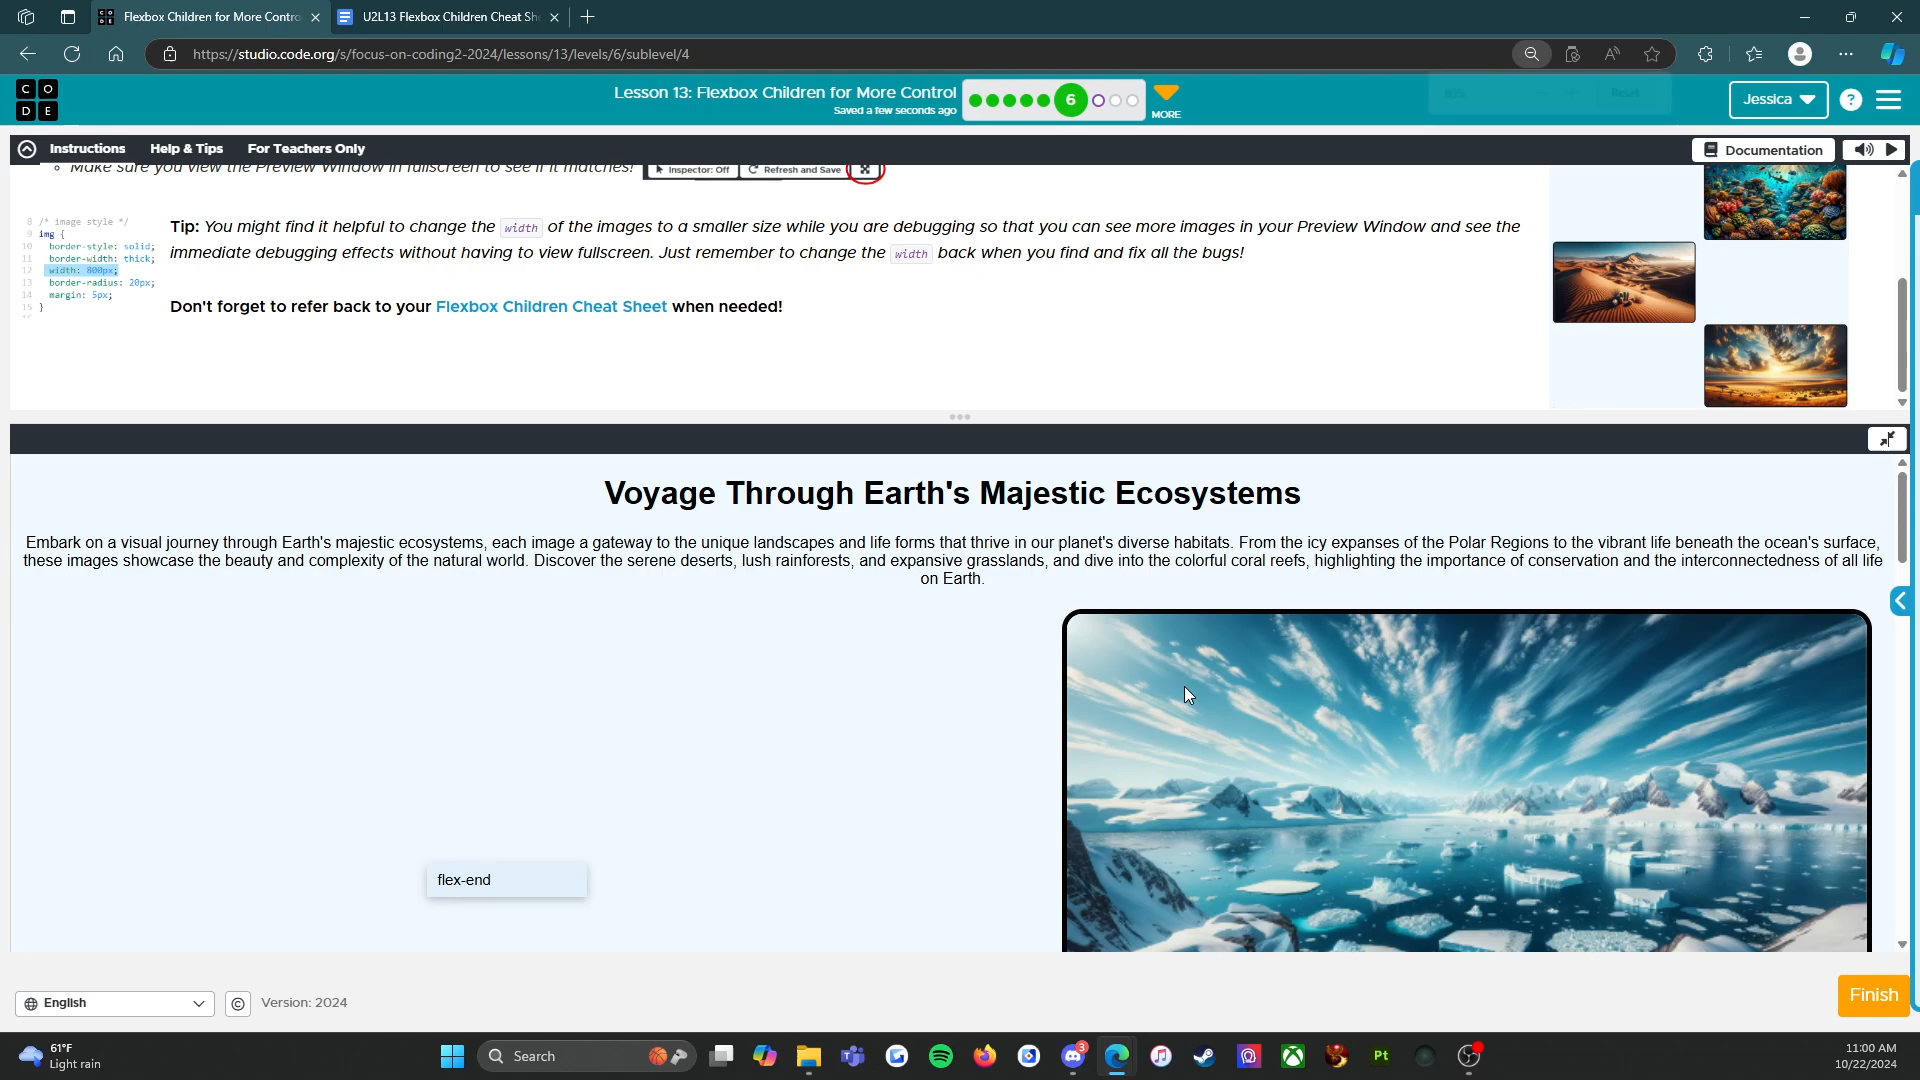 Flexbox Children for More Contro
U2L13 Flexbox Children Cheat She
https://studio.code.org/s/focus-on-coding2-2024/lessons/13/levels/6/sublevel/4
C O
D E
Lesson 13: Flexbox Children for More Control
Saved a few seconds ago
6
MORE
Reset
Jessica
?
Instructions
Help & Tips
For Teachers Only
Documentation
Make sure you view the Preview Window in fullscreen to see if it matches!
Inspector: Off
Refresh and Save
8 /* image style */
9 img {
10 border-style: solid;
11 border-width: thick;
12 width: 800px;
13 border-radius: 20px;
14 margin: 5px;
15 }
16
Tip: You might find it helpful to change the width of the images to a smaller size while you are debugging so that you can see more images in your Preview Window and see the
immediate debugging effects without having to view fullscreen. Just remember to change the width back when you find and fix all the bugs!
Don't forget to refer back to your Flexbox Children Cheat Sheet when needed!
Voyage Through Earth's Majestic Ecosystems
Embark on a visual journey through Earth's majestic ecosystems, each image a gateway to the unique landscapes and life forms that thrive in our planet's diverse habitats. From the icy expanses of the Polar Regions to the vibrant life beneath the ocean's surface,
these images showcase the beauty and complexity of the natural world. Discover the serene deserts, lush rainforests, and expansive grasslands, and dive into the colorful coral reefs, highlighting the importance of conservation and the interconnectedness of all life
on Earth.
flex-end
English
©
Version: 2024
Finish
61°F
Light rain
Search
3
Pt
11:00 AM
10/22/2024